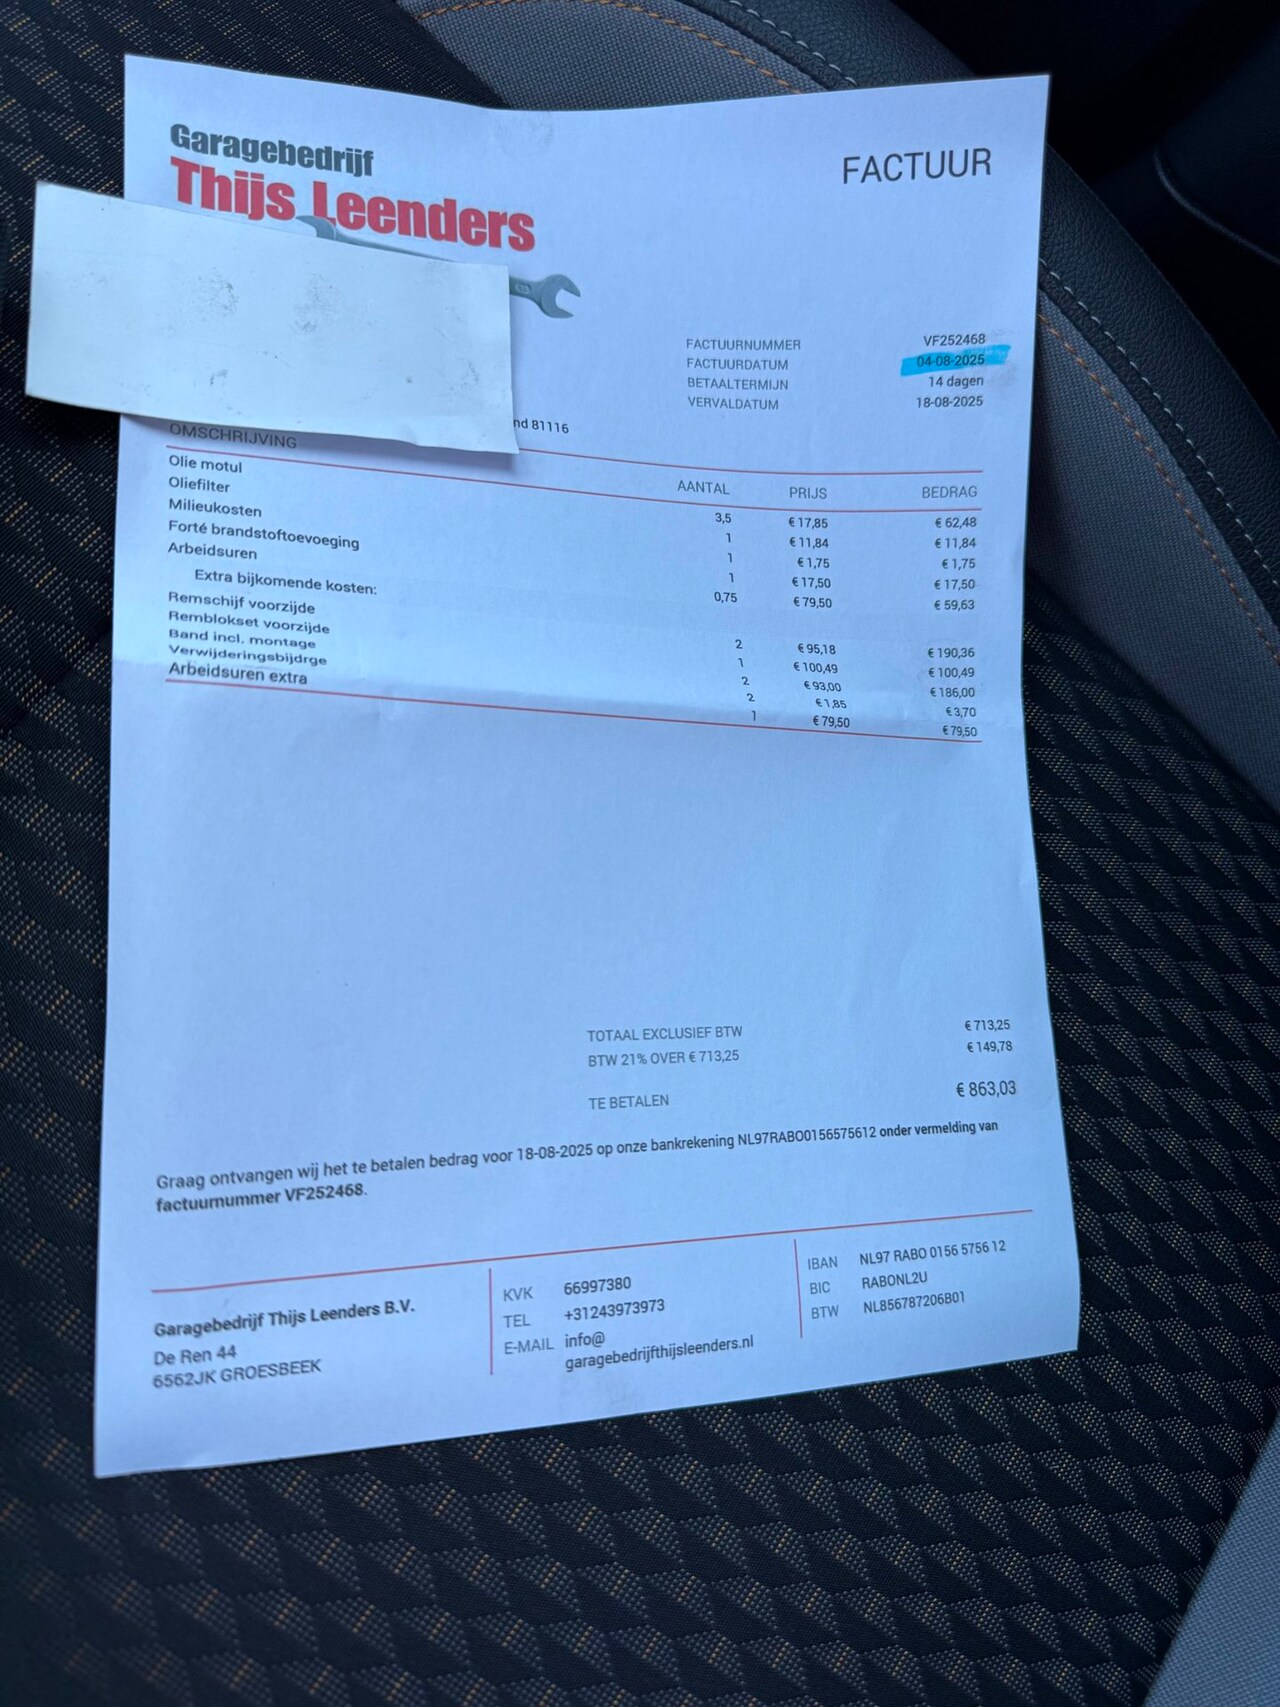 Garagebedrijf
Thijs Leenders
FACTUUR
FACTUURNUMMER VF252468
FACTUURDATUM 04-08-2025
BETAALTERMIJN 14 dagen
VERVALDATUM 18-08-2025
nd 81116
OMSCHRIJVING AANTAL PRIJS BEDRAG
Olie motul 3,5 € 17,85 € 62,48
Oliefilter 1 € 11,84 € 11,84
Milieukosten 1 € 1,75 € 1,75
Forté brandstoftoevoeging 1 € 17,50 € 17,50
Arbeidsuren 0,75 € 79,50 € 59,63
Extra bijkomende kosten:
Remschijf voorzijde 2 € 95,18 € 190,36
Remblokset voorzijde 1 € 100,49 € 100,49
Band incl. montage 2 € 93,00 € 186,00
Verwijderingsbijdrge 2 € 1,85 € 3,70
Arbeidsuren extra 1 € 79,50 € 79,50
TOTAAL EXCLUSIEF BTW € 713,25
BTW 21% OVER € 713,25 € 149,78
TE BETALEN € 863,03
Graag ontvangen wij het te betalen bedrag voor 18-08-2025 op onze bankrekening NL97RABO0156575612 onder vermelding van
factuurnummer VF252468.
Garagebedrijf Thijs Leenders B.V.
De Ren 44
6562JK GROESBEEK
KVK 66997380
TEL +31243973973
E-MAIL info@
garagebedrijfthijsleenders.nl
IBAN NL97 RABO 0156 5756 12
BIC RABONL2U
BTW NL856787206B01